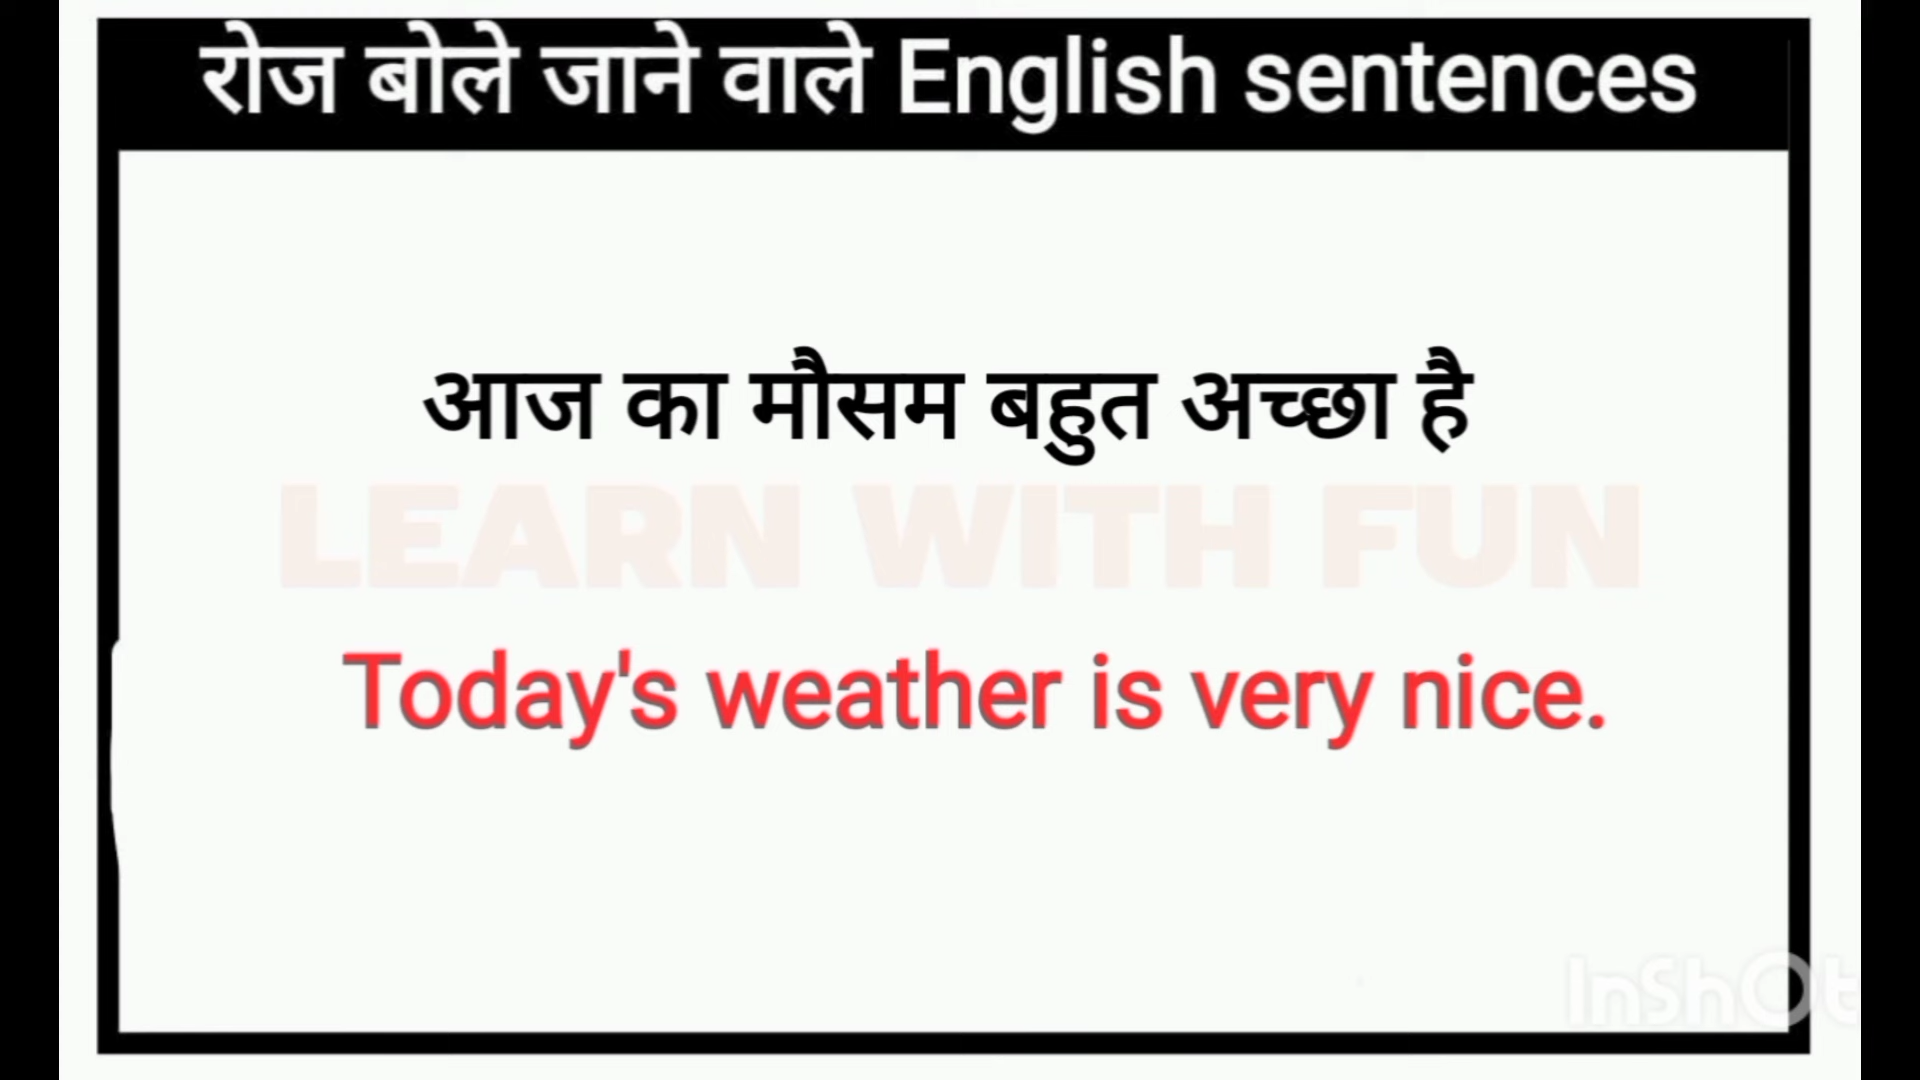 रोज बोले जाने वाले English sentences
आज का मौसम बहुत अच्छा है
LEARN WITH FUN
Today's weather is very nice.
InShOt